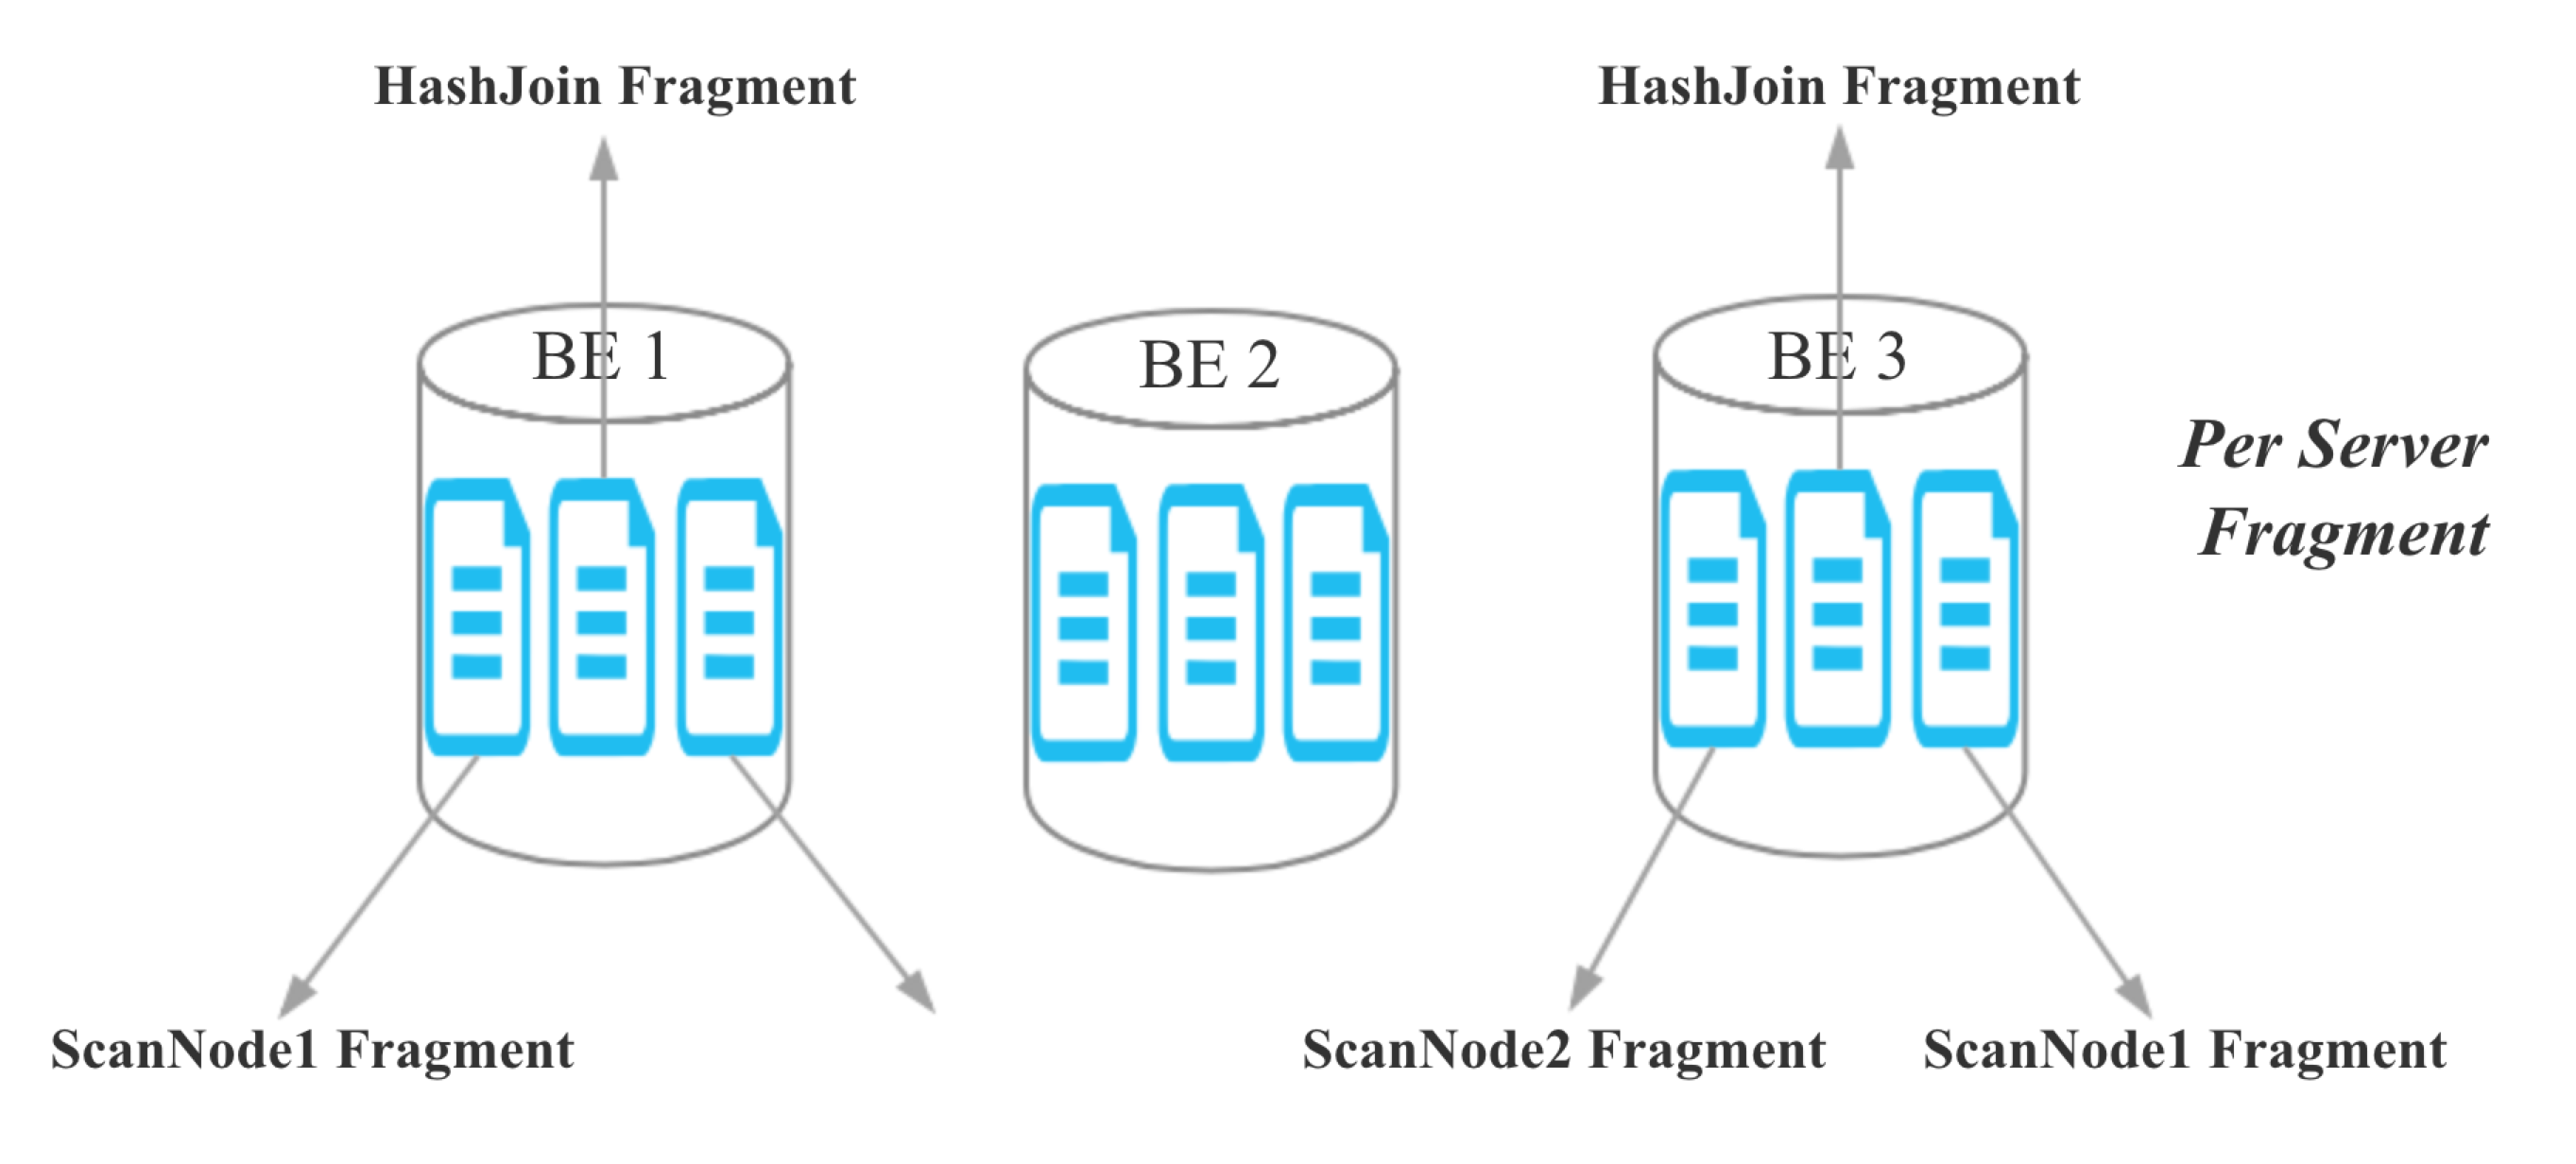 HashJoin Fragment
HashJoin Fragment
BE 1
BE 2
BE 3
Per Server
Fragment
ScanNode1 Fragment
ScanNode2 Fragment
ScanNode1 Fragment